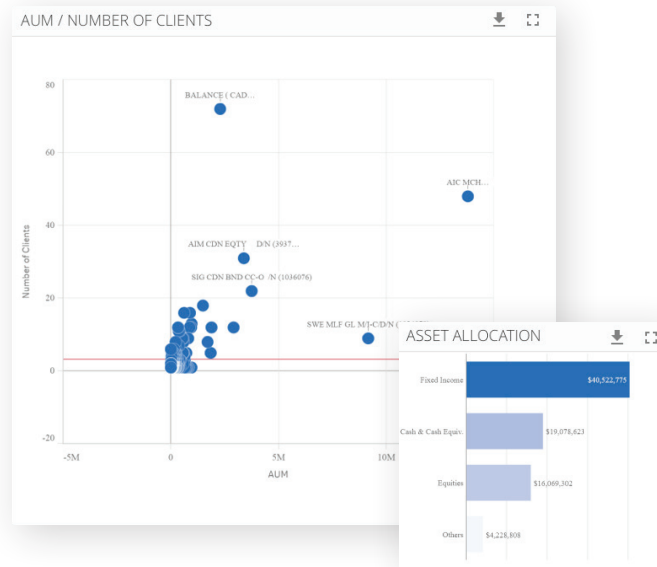 AUM / NUMBER OF CLIENTS
80
BALANCE ( CAD…
60
AIC MCH…
40
AIM CDN EQTY D/N (3937…
SIG CDN BND CC-O /N (1036076)
20
SWE MLF GL M/J-C/D/N
0
-20
Number of Clients
-5M
0
5M
10M
AUM
ASSET ALLOCATION
Fixed Income
$40,522,775
Cash & Cash Equiv.
$19,078,623
Equities
$16,069,302
Others
$4,228,808